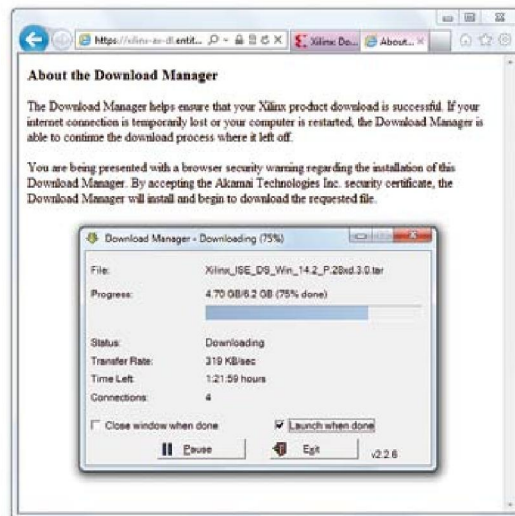 https://xilinx-ax-dl.entit...
Xilinx: Do...
About...
About the Download Manager
The Download Manager helps ensure that your Xilinx product download is successful. If your
internet connection is temporarily lost or your computer is restarted, the Download Manager is
able to continue the download process where it left off.
You are being presented with a browser security warning regarding the installation of this
Download Manager. By accepting the Akamai Technologies Inc. security certificate, the
Download Manager will install and begin to download the requested file.
Download Manager - Downloading (75%)
File: Xilinx_ISE_DS_Win_14.2_P.28xd.3.0.tar
Progress: 4.70 GB/6.2 GB (75% done)
Status: Downloading
Transfer Rate: 319 KB/sec
Time Left: 1:21:59 hours
Connections: 4
Close window when done
Launch when done
Pause
Exit
v2.2.6